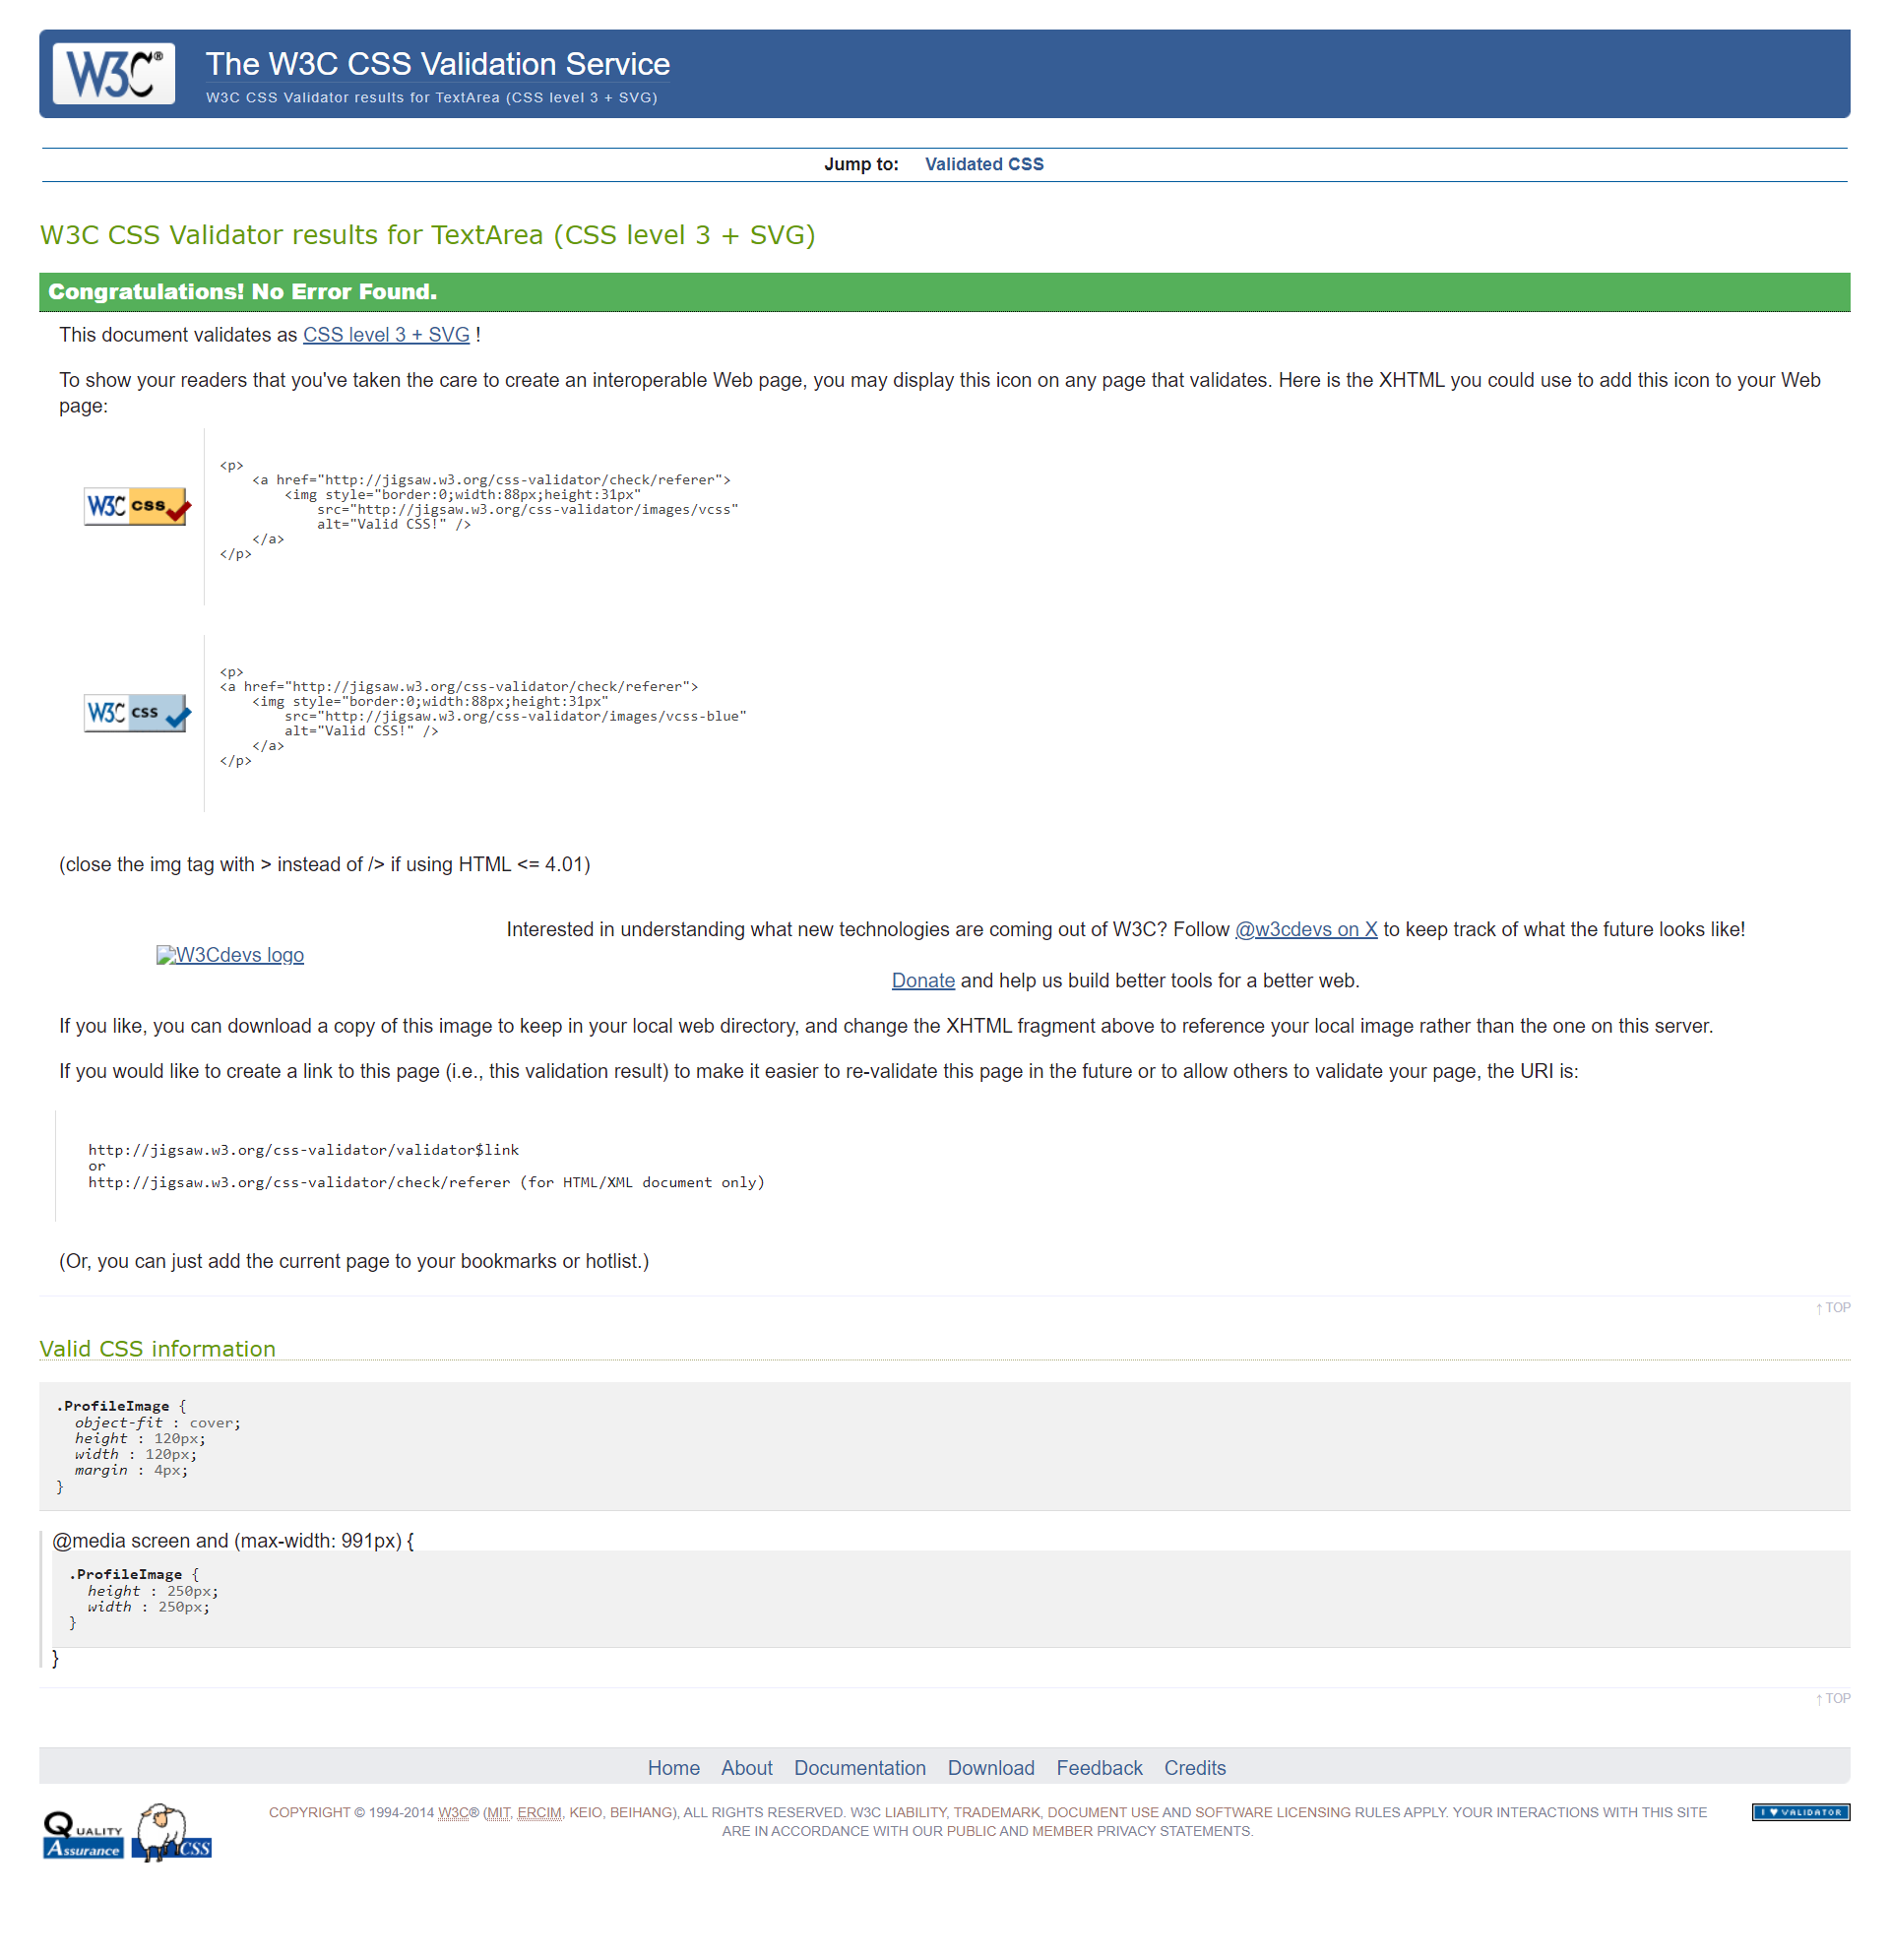 W3C®
The W3C CSS Validation Service
W3C CSS Validator results for TextArea (CSS level 3 + SVG)
Jump to: Validated CSS
W3C CSS Validator results for TextArea (CSS level 3 + SVG)
Congratulations! No Error Found.
This document validates as CSS level 3 + SVG !
To show your readers that you've taken the care to create an interoperable Web page, you may display this icon on any page that validates. Here is the XHTML you could use to add this icon to your Web
page:
W3C css
<p>
    <a href="http://jigsaw.w3.org/css-validator/check/referer">
        <img style="border:0;width:88px;height:31px"
            src="http://jigsaw.w3.org/css-validator/images/vcss"
            alt="Valid CSS!" />
    </a>
</p>
W3C css
<p>
<a href="http://jigsaw.w3.org/css-validator/check/referer">
    <img style="border:0;width:88px;height:31px"
        src="http://jigsaw.w3.org/css-validator/images/vcss-blue"
        alt="Valid CSS!" />
    </a>
</p>
(close the img tag with > instead of /> if using HTML <= 4.01)
Interested in understanding what new technologies are coming out of W3C? Follow @w3cdevs on X to keep track of what the future looks like!
W3Cdevs logo
Donate and help us build better tools for a better web.
If you like, you can download a copy of this image to keep in your local web directory, and change the XHTML fragment above to reference your local image rather than the one on this server.
If you would like to create a link to this page (i.e., this validation result) to make it easier to re-validate this page in the future or to allow others to validate your page, the URI is:
http://jigsaw.w3.org/css-validator/validator$link
or
http://jigsaw.w3.org/css-validator/check/referer (for HTML/XML document only)
(Or, you can just add the current page to your bookmarks or hotlist.)
↑ TOP
Valid CSS information
.ProfileImage {
  object-fit : cover;
  height : 120px;
  width : 120px;
  margin : 4px;
}
@media screen and (max-width: 991px) {
.ProfileImage {
  height : 250px;
  width : 250px;
}
}
↑ TOP
Home About Documentation Download Feedback Credits
Quality
Assurance
CSS
COPYRIGHT © 1994-2014 W3C® (MIT, ERCIM, KEIO, BEIHANG), ALL RIGHTS RESERVED. W3C LIABILITY, TRADEMARK, DOCUMENT USE AND SOFTWARE LICENSING RULES APPLY. YOUR INTERACTIONS WITH THIS SITE
ARE IN ACCORDANCE WITH OUR PUBLIC AND MEMBER PRIVACY STATEMENTS.
I ♥ VALIDATOR